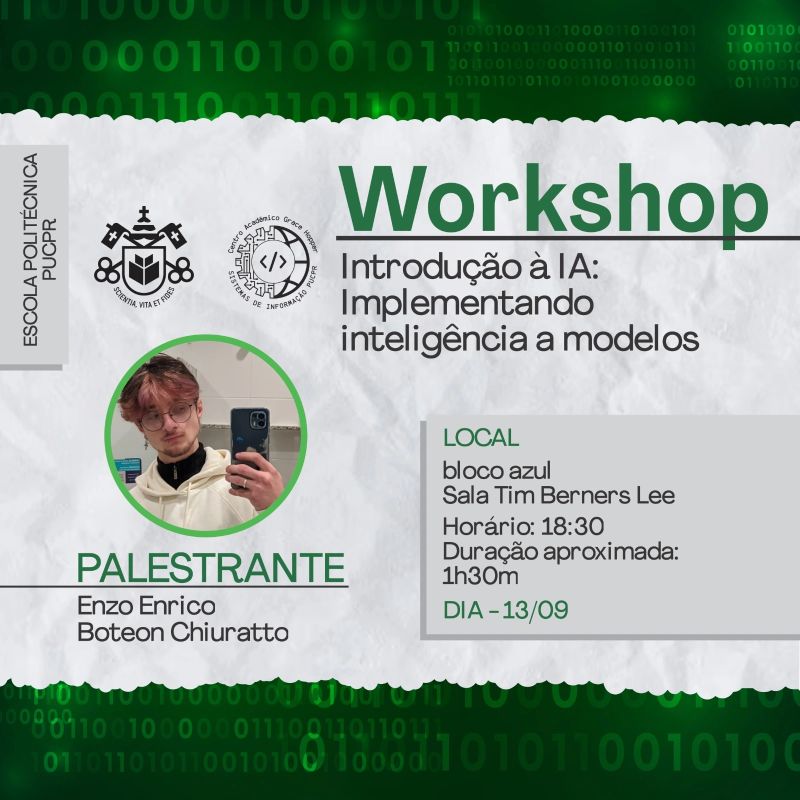 ESCOLA POLITÉCNICA
PUCPR
SCIENTIA, VITA ET FIDES
Centro Acadêmico Grace Hopper
</>
SISTEMAS DE INFORMAÇÃO PUCPR
Workshop
Introdução à IA:
Implementando
inteligência a modelos
PALESTRANTE
Enzo Enrico
Boteon Chiuratto
LOCAL
bloco azul
Sala Tim Berners Lee
Horário: 18:30
Duração aproximada:
1h30m
DIA - 13/09